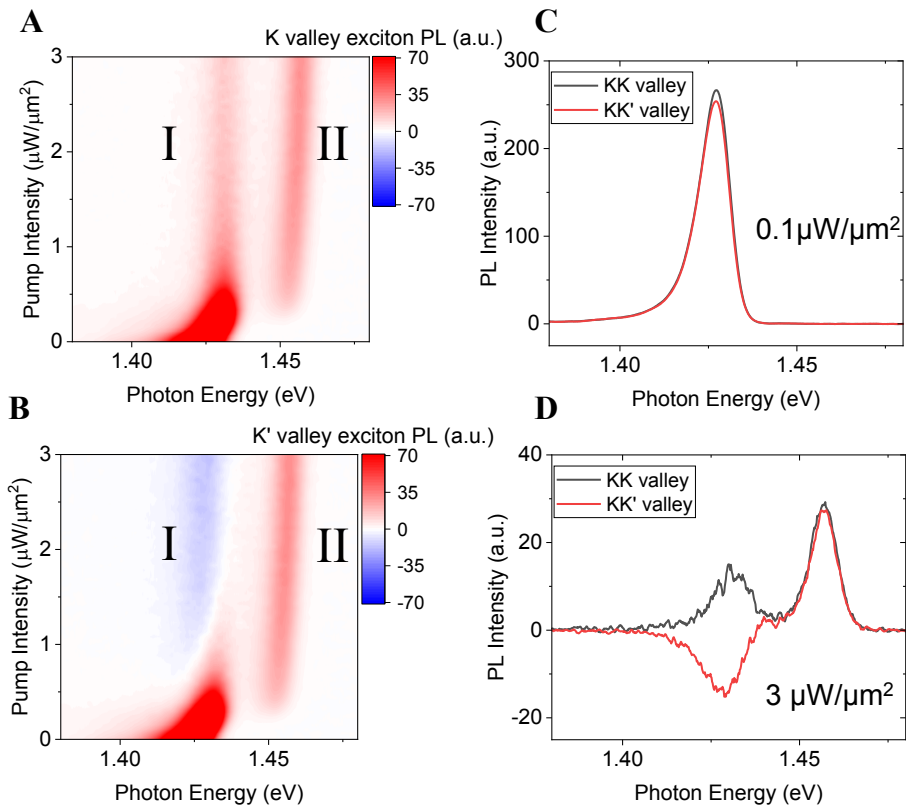 A
K valley exciton PL (a.u.)
3
2
1
0
Pump Intensity (μW/μm²)
I
II
70
35
0
-35
-70
1.40
1.45
Photon Energy (eV)
B
K' valley exciton PL (a.u.)
3
2
1
0
Pump Intensity (μW/μm²)
I
II
70
35
0
-35
-70
1.40
1.45
Photon Energy (eV)
C
300
200
100
0
PL Intensity (a.u.)
KK valley
KK' valley
0.1μW/μm²
1.40
1.45
Photon Energy (eV)
D
40
20
0
-20
PL Intensity (a.u.)
KK valley
KK' valley
3 μW/μm²
1.40
1.45
Photon Energy (eV)